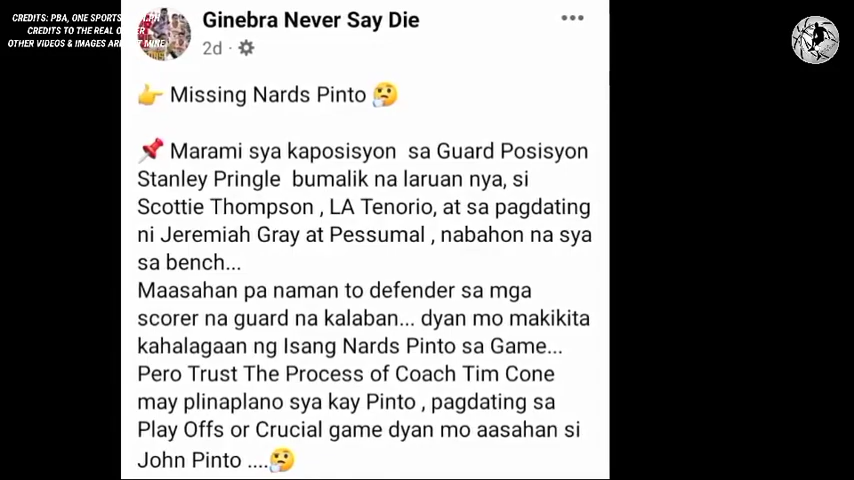 CREDITS: PBA, ONE SPORTS
CREDITS TO THE REAL
OTHER VIDEOS & IMAGES ARE MINE
Ginebra Never Say Die
2d ·
👉 Missing Nards Pinto 🤔
📌 Marami sya kaposisyon sa Guard Posisyon
Stanley Pringle bumalik na laruan nya, si
Scottie Thompson , LA Tenorio, at sa pagdating
ni Jeremiah Gray at Pessumal , nabahon na sya
sa bench...
Maasahan pa naman to defender sa mga
scorer na guard na kalaban... dyan mo makikita
kahalagaan ng Isang Nards Pinto sa Game...
Pero Trust The Process of Coach Tim Cone
may plinaplano sya kay Pinto , pagdating sa
Play Offs or Crucial game dyan mo aasahan si
John Pinto ....🤔